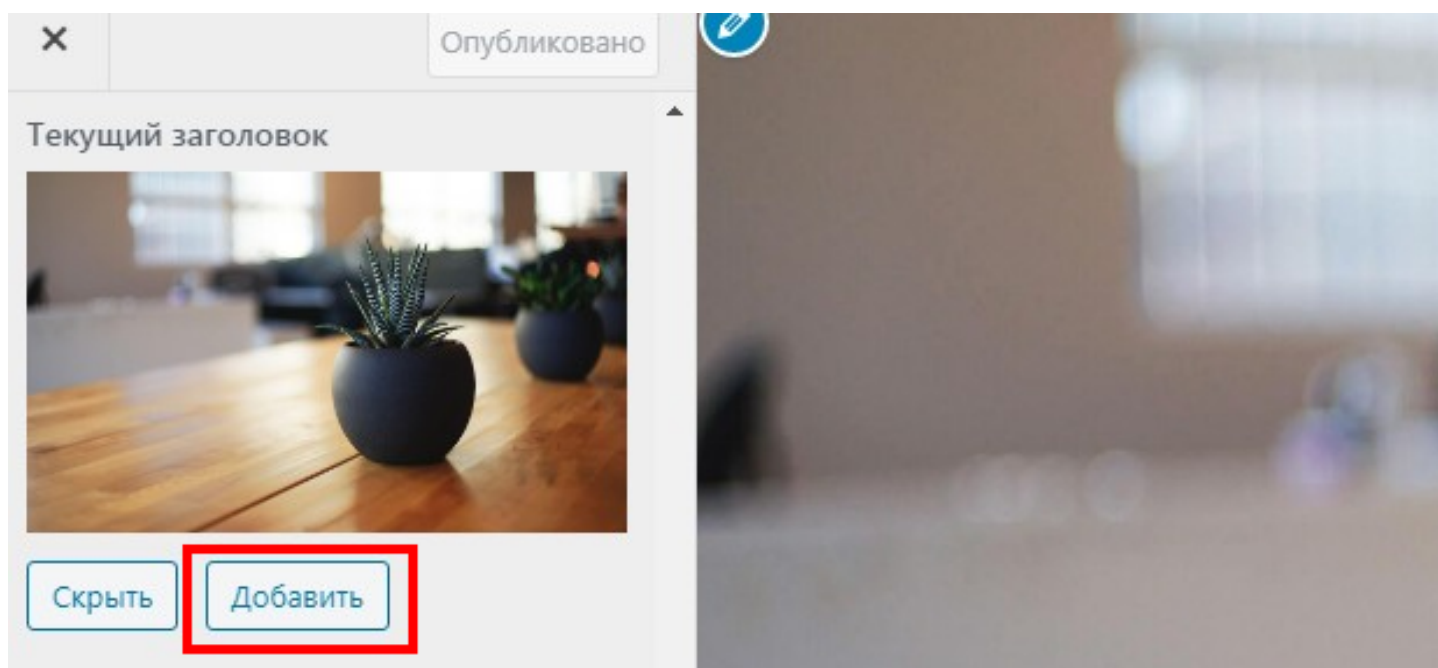 Опубликовано
Текущий заголовок
Скрыть
Добавить